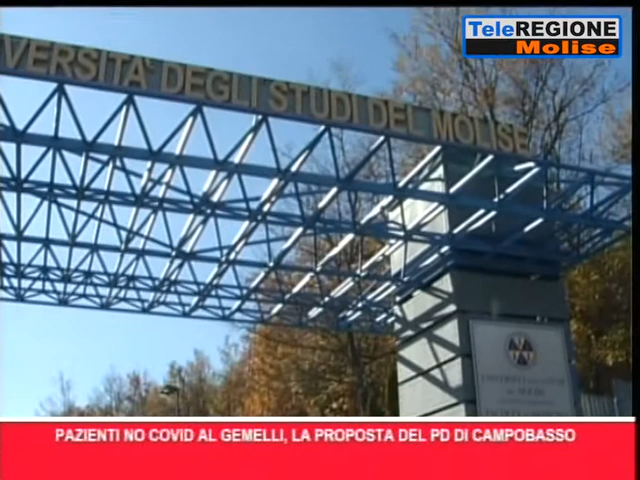 TeleREGIONE
Molise
VERSITA' DEGLI STUDI DEL MOLISE
PAZIENTI NO COVID AL GEMELLI, LA PROPOSTA DEL PD DI CAMPOBASSO